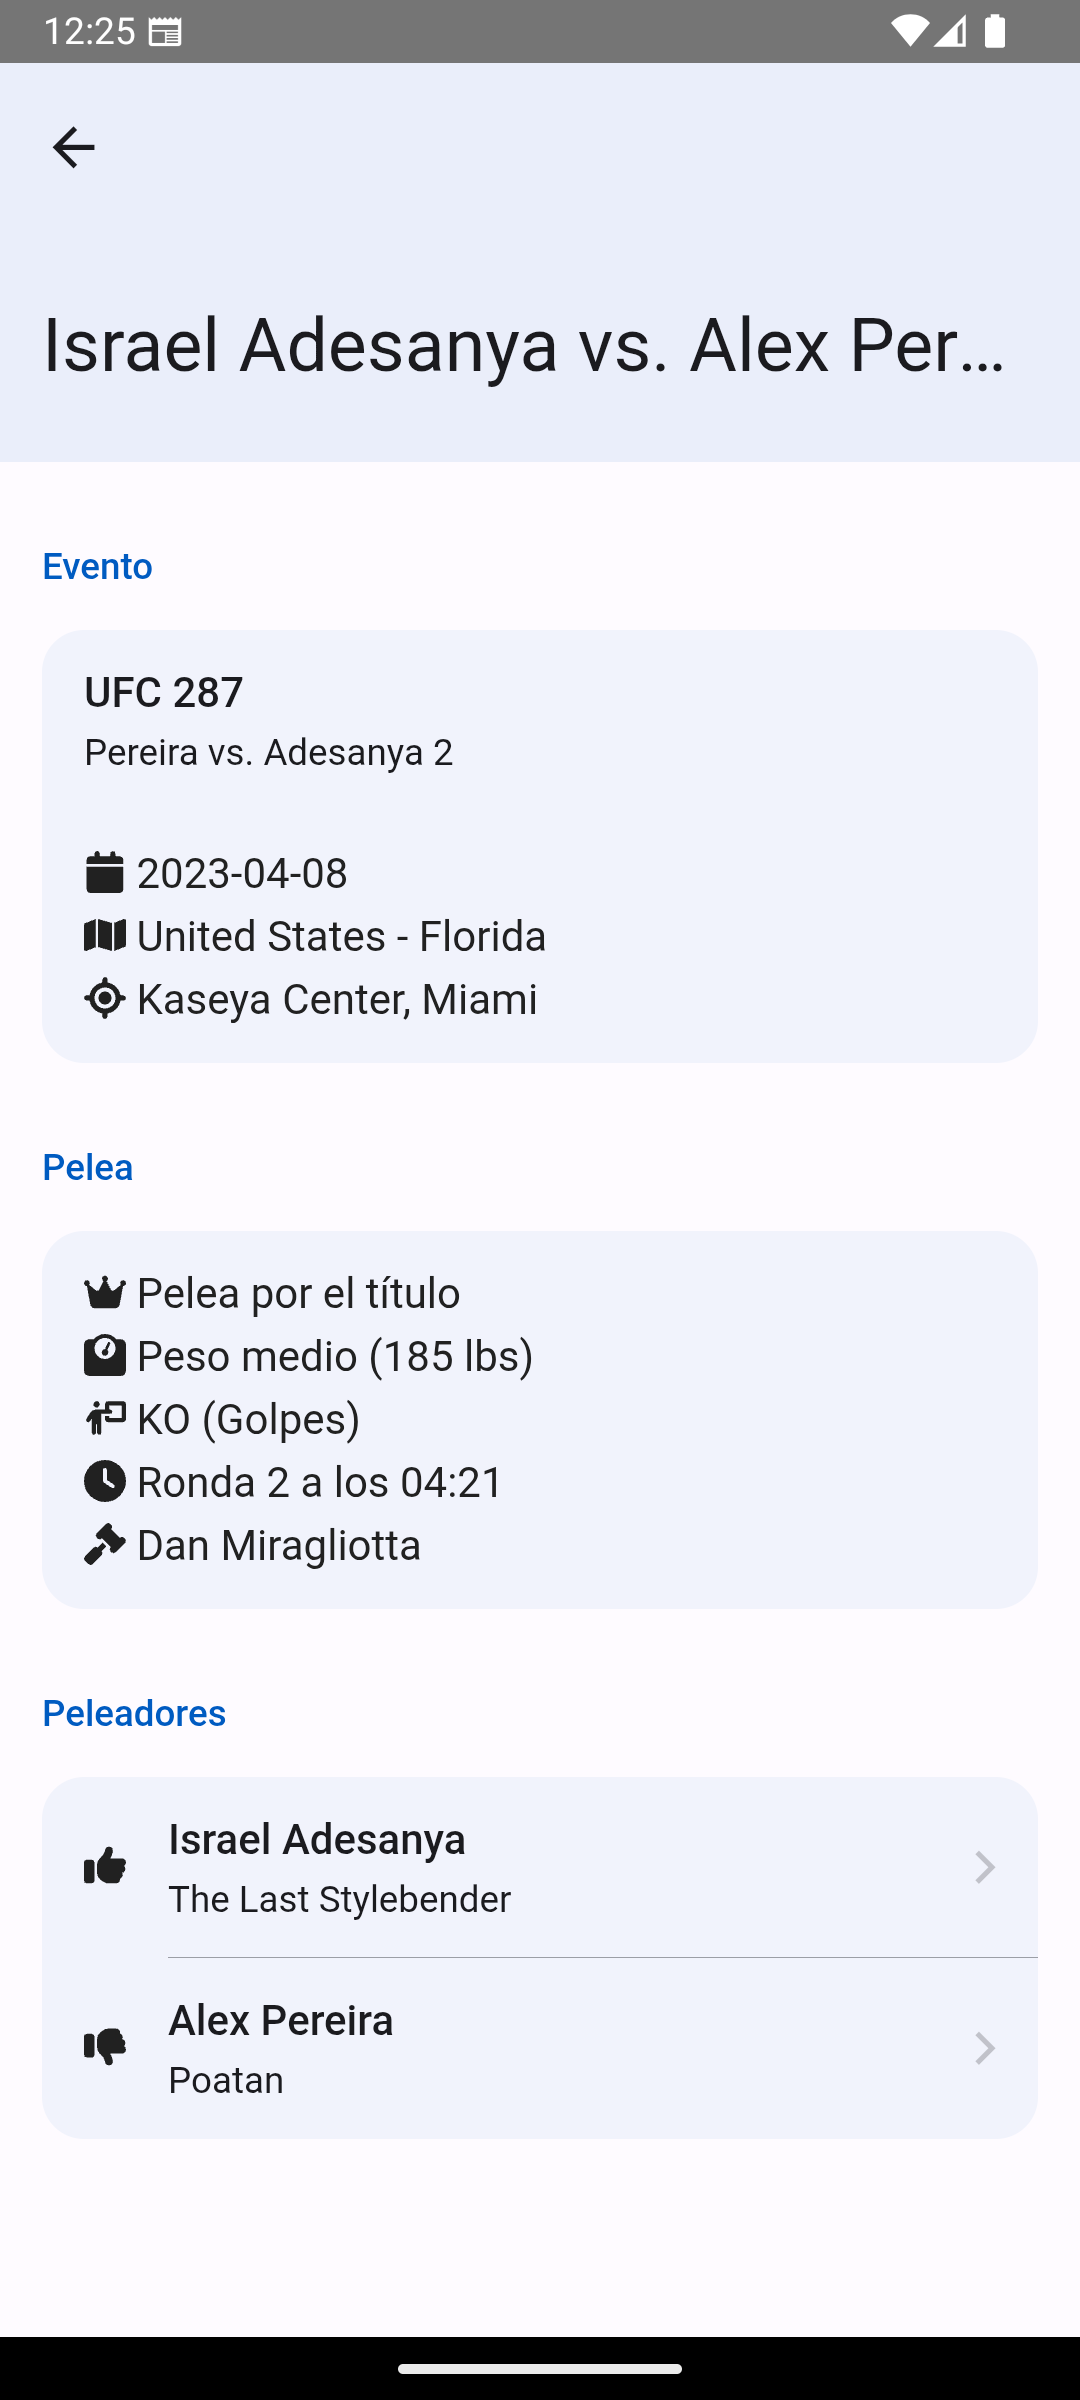 12:25
Israel Adesanya vs. Alex Per...
Evento
UFC 287
Pereira vs. Adesanya 2
2023-04-08
United States - Florida
Kaseya Center, Miami
Pelea
Pelea por el título
Peso medio (185 lbs)
KO (Golpes)
Ronda 2 a los 04:21
Dan Miragliotta
Peleadores
Israel Adesanya
The Last Stylebender
Alex Pereira
Poatan